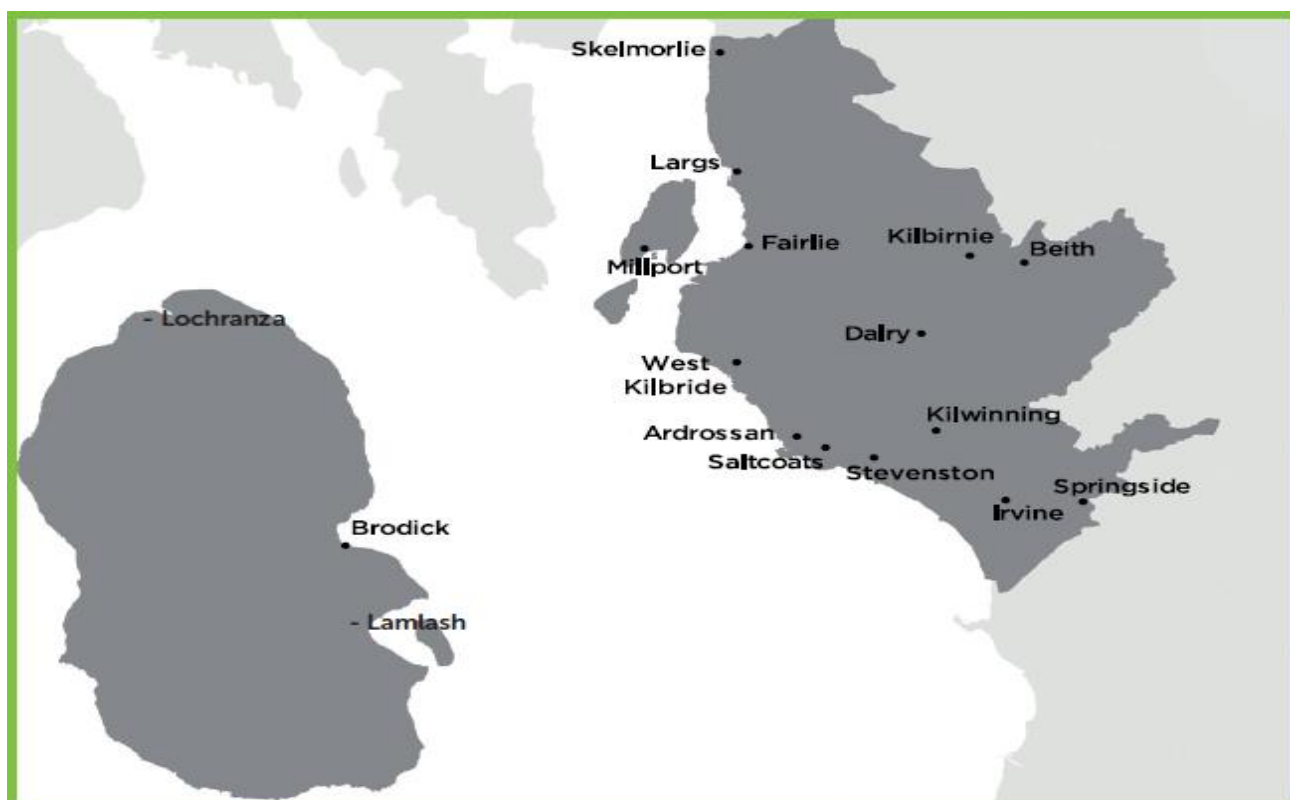 Skelmorlie
Largs
Fairlie
Kilbirnie
Beith
Millport
- Lochranza
Dalry
West
Kilbride
Kilwinning
Ardrossan
Saltcoats
Stevenston
Springside
Irvine
Brodick
- Lamlash